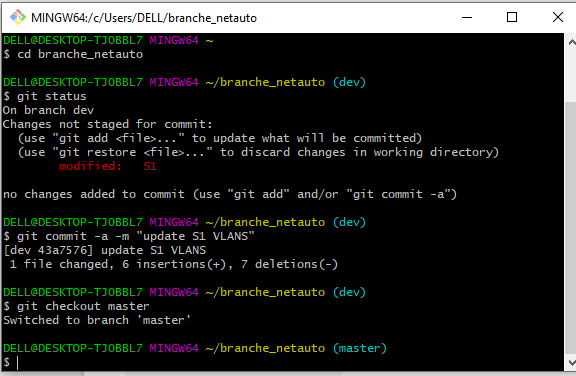 MINGW64:/c/Users/DELL/branche_netauto
DELL@DESKTOP-TJOBBL7 MINGW64 ~
$ cd branche_netauto
DELL@DESKTOP-TJOBBL7 MINGW64 ~/branche_netauto (dev)
$ git status
On branch dev
Changes not staged for commit:
  (use "git add <file>..." to update what will be committed)
  (use "git restore <file>..." to discard changes in working directory)
        modified:   S1
no changes added to commit (use "git add" and/or "git commit -a")
DELL@DESKTOP-TJOBBL7 MINGW64 ~/branche_netauto (dev)
$ git commit -a -m "update S1 VLANS"
[dev 43a7576] update S1 VLANS
 1 file changed, 6 insertions(+), 7 deletions(-)
DELL@DESKTOP-TJOBBL7 MINGW64 ~/branche_netauto (dev)
$ git checkout master
Switched to branch 'master'
DELL@DESKTOP-TJOBBL7 MINGW64 ~/branche_netauto (master)
$